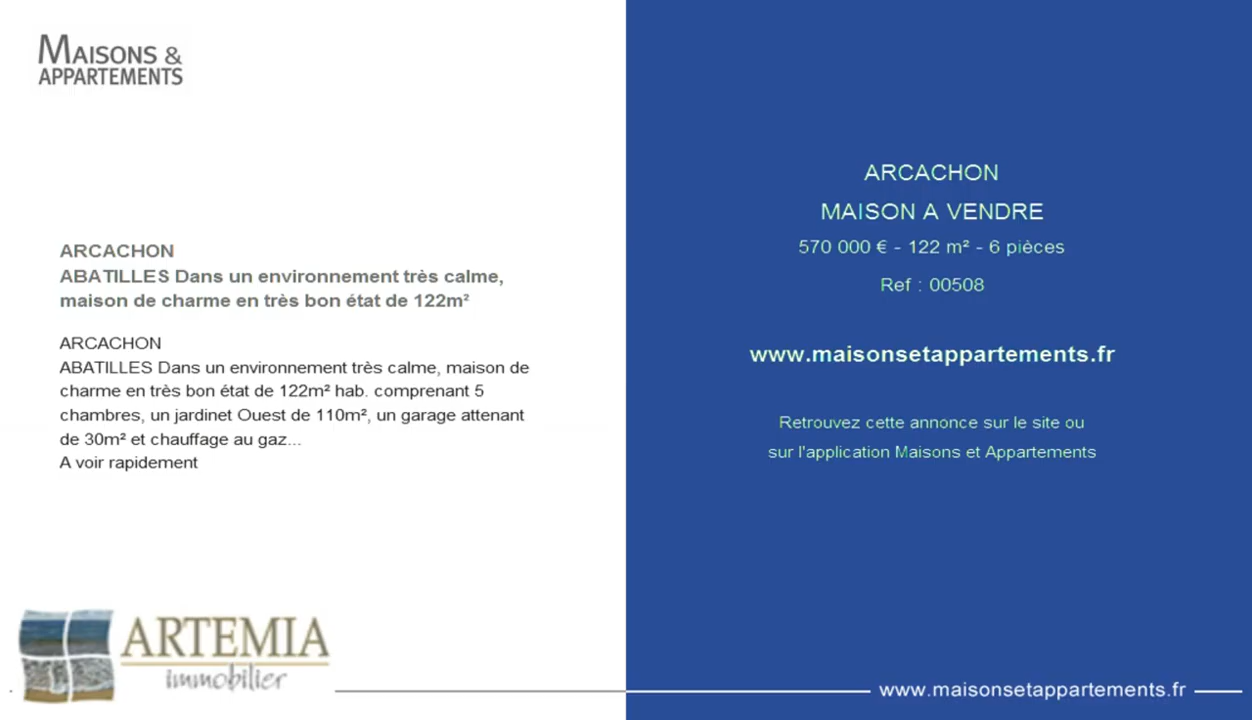 MAISONS &
APPARTEMENTS
ARCACHON
ABATILLES Dans un environnement très calme,
maison de charme en très bon état de 122m²
ARCACHON
ABATILLES Dans un environnement très calme, maison de
charme en très bon état de 122m² hab. comprenant 5
chambres, un jardinet Ouest de 110m², un garage attenant
de 30m² et chauffage au gaz...
A voir rapidement
ARTEMIA
immobilier
ARCACHON
MAISON A VENDRE
570 000 € - 122 m² - 6 pièces
Ref : 00508
www.maisonsetappartements.fr
Retrouvez cette annonce sur le site ou
sur l'application Maisons et Appartements
www.maisonsetappartements.fr